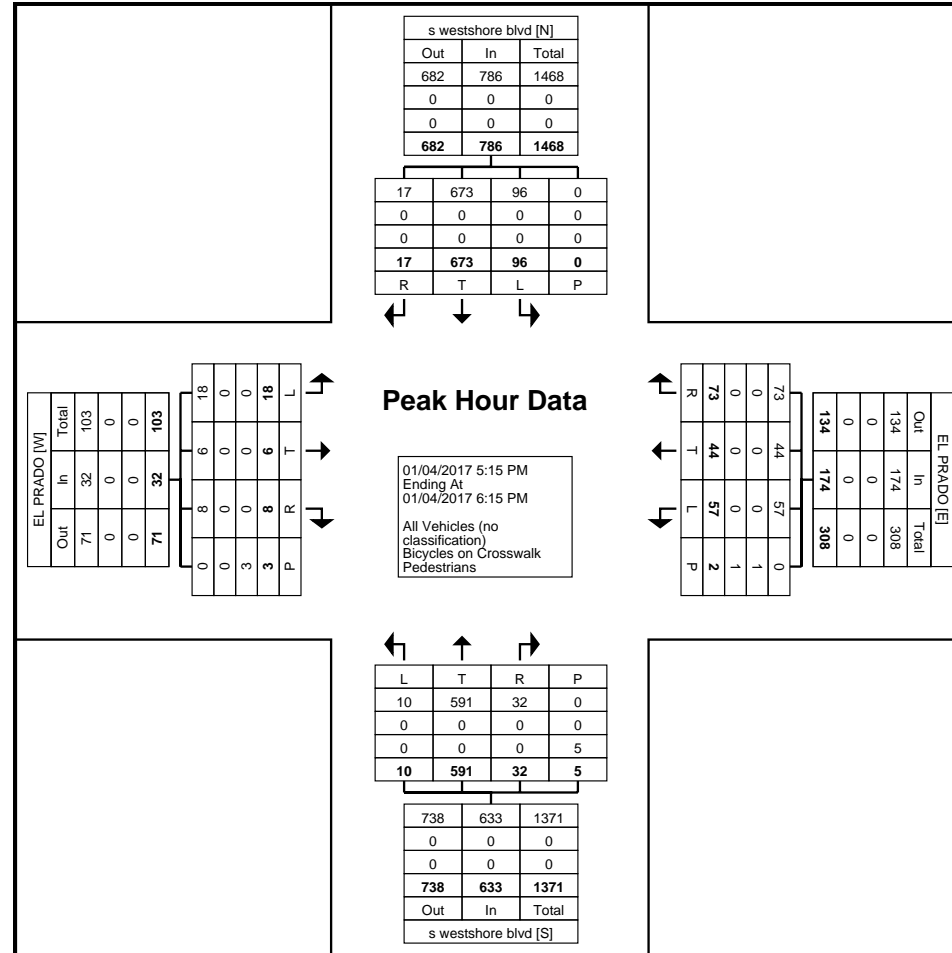 s westshore blvd [N]
Out In Total
682 786 1468
0 0 0
0 0 0
682 786 1468
17 673 96 0
0 0 0 0
0 0 0 0
17 673 96 0
R T L P
Peak Hour Data
01/04/2017 5:15 PM
Ending At
01/04/2017 6:15 PM
All Vehicles (no
classification)
Bicycles on Crosswalk
Pedestrians
EL PRADO [W]
Out In Total
71 32 103
0 0 0
0 0 0
71 32 103
18 6 8 0
0 0 0 0
0 0 0 3
18 6 8 3
L T R P
EL PRADO [E]
Out In Total
134 174 308
0 0 0
0 0 0
134 174 308
73 44 57 0
0 0 0 1
0 0 0 1
73 44 57 2
R T L P
L T R P
10 591 32 0
0 0 0 0
0 0 0 5
10 591 32 5
738 633 1371
0 0 0
0 0 0
738 633 1371
Out In Total
s westshore blvd [S]